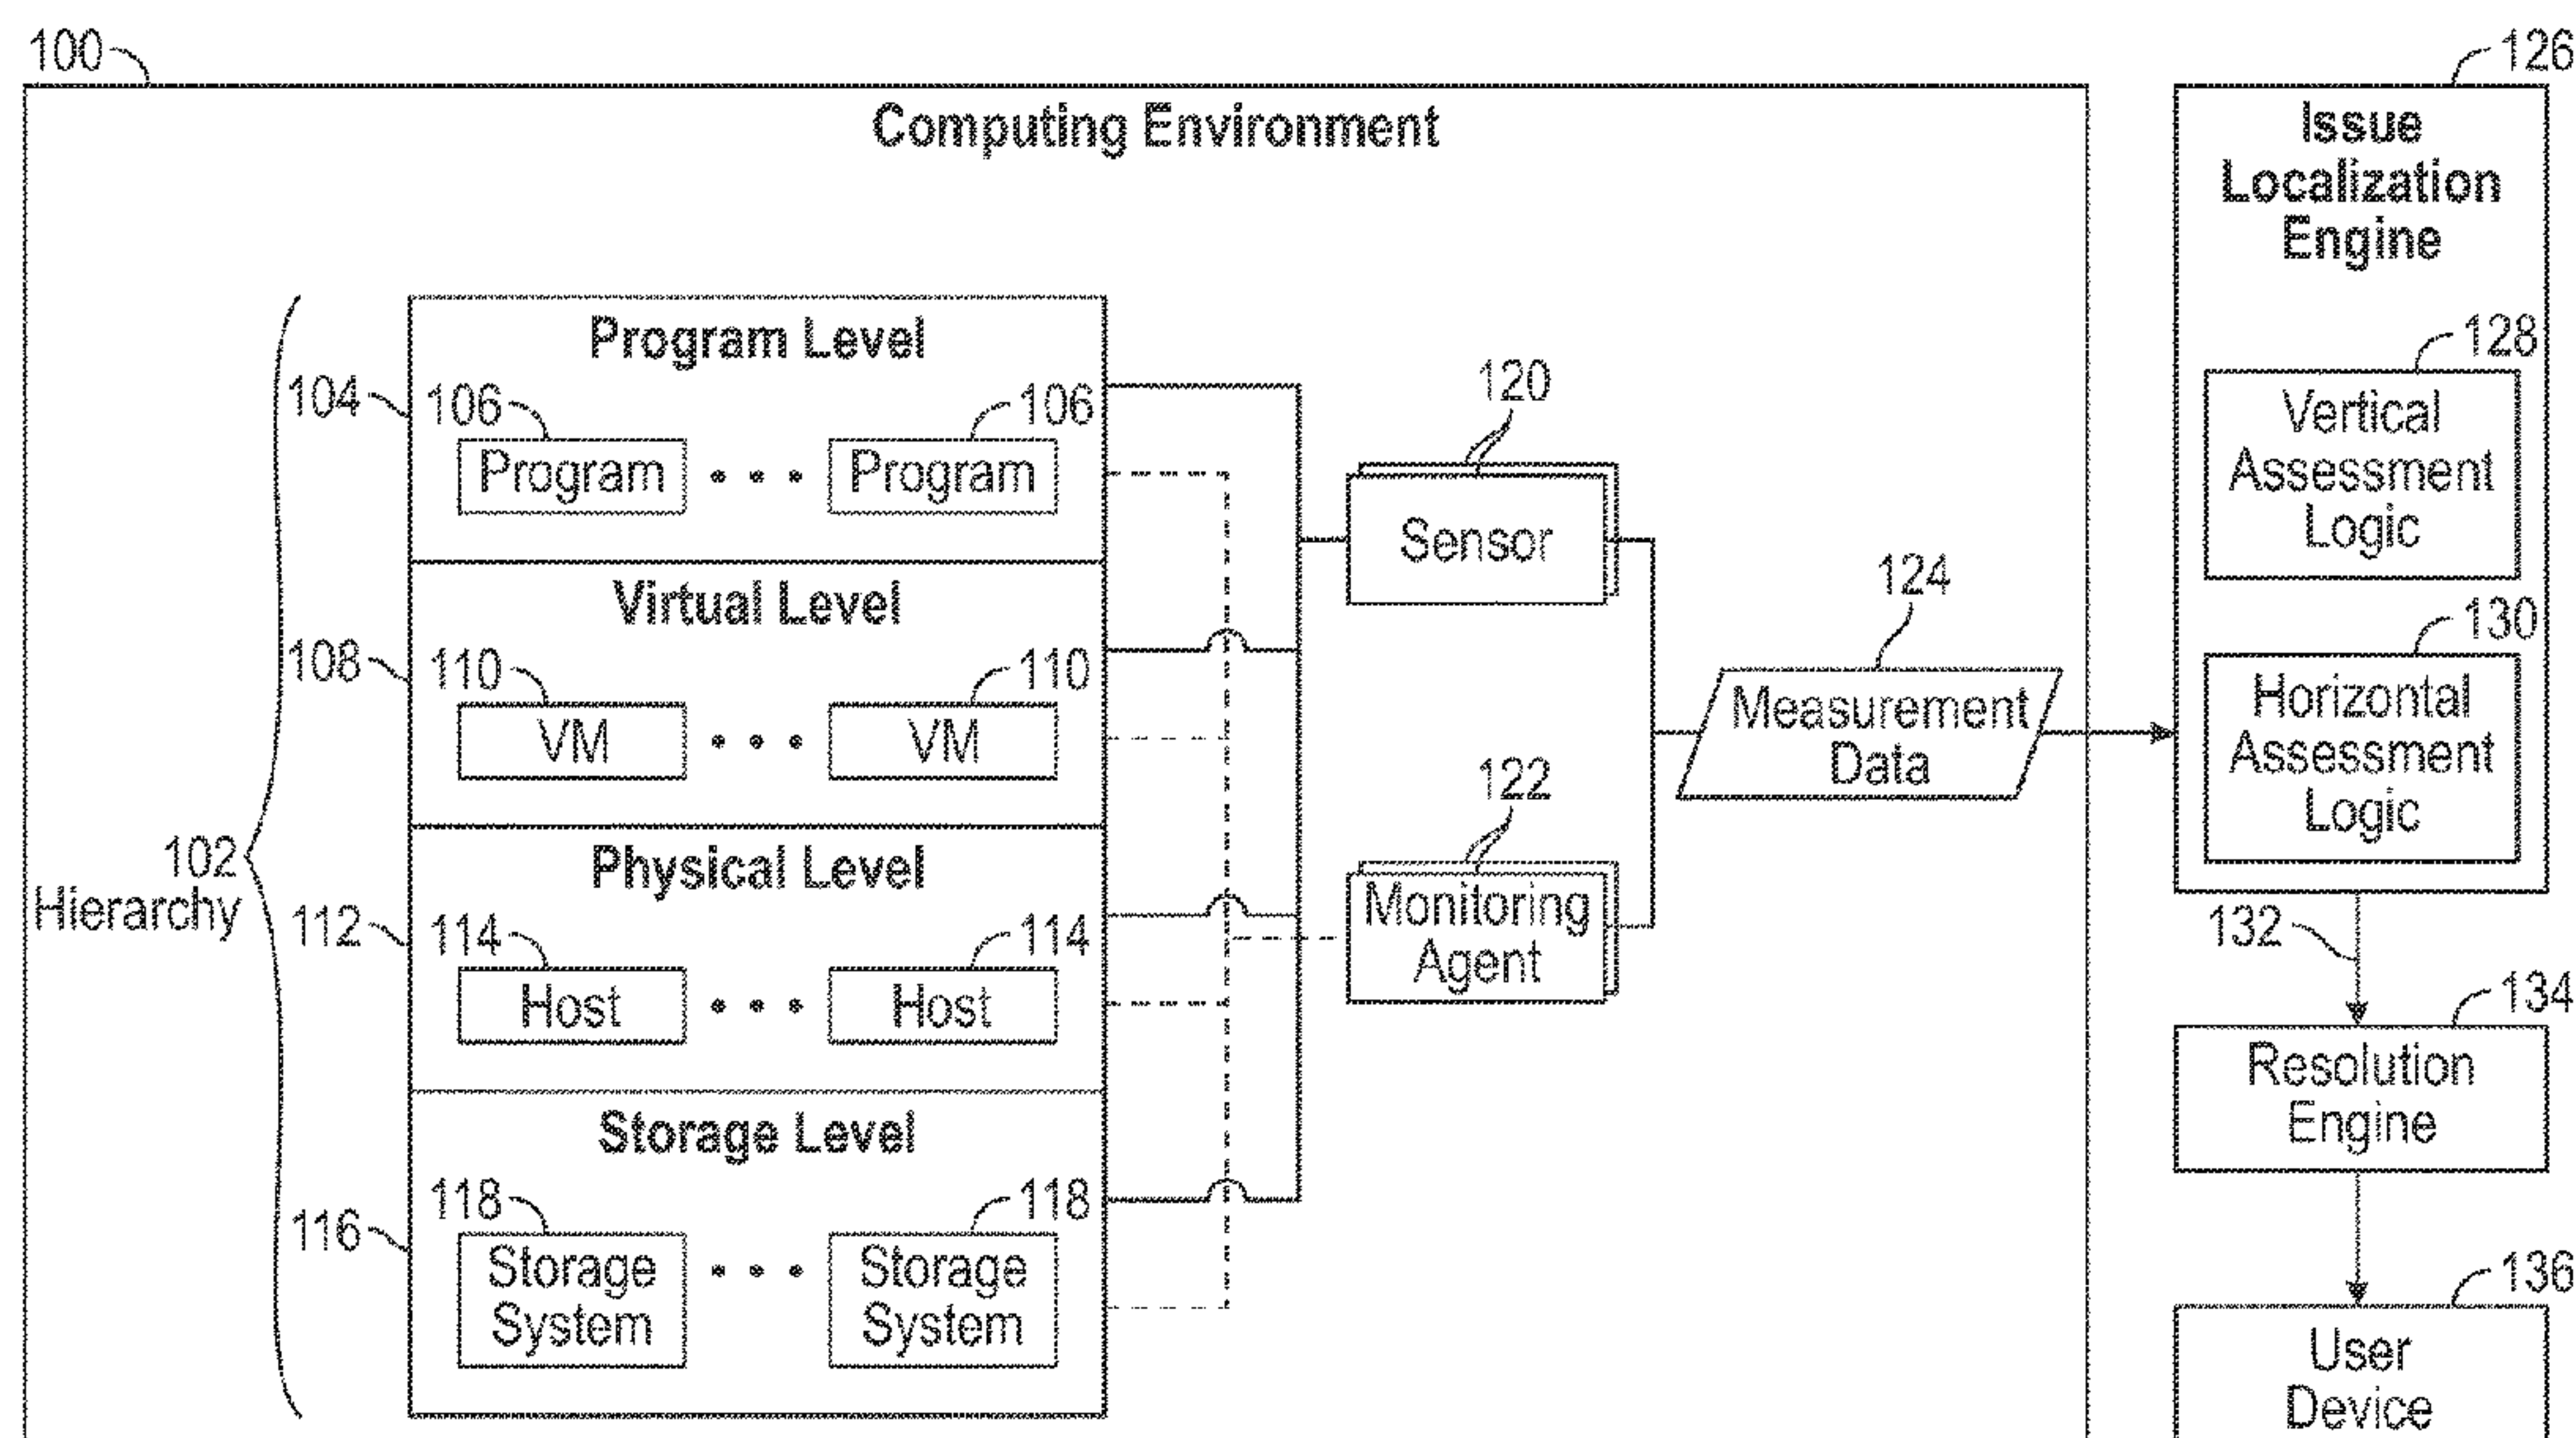 100
126
Computing Environment
Issue
Localization
Engine
128
Vertical
Assessment
Logic
130
Horizontal
Assessment
Logic
102
Hierarchy
104
Program Level
106
106
Program
• • •
Program
108
Virtual Level
110
110
VM
• • •
VM
112
Physical Level
114
114
Host
• • •
Host
116
Storage Level
118
118
Storage
System
• • •
Storage
System
120
Sensor
122
Monitoring
Agent
124
Measurement
Data
132
134
Resolution
Engine
136
User
Device